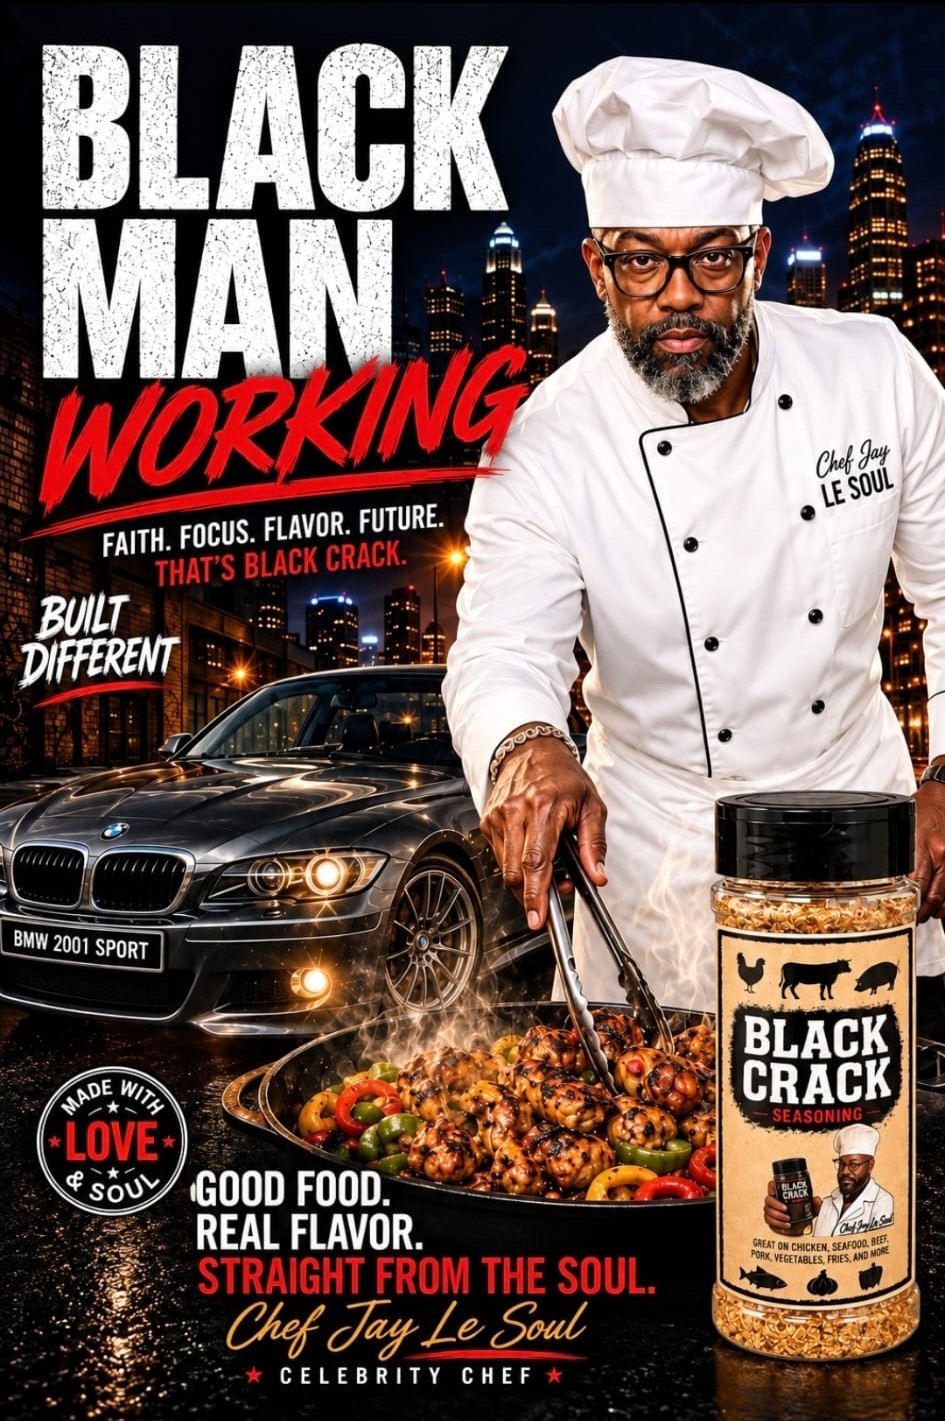 BLACK
MAN
WORKING
FAITH. FOCUS. FLAVOR. FUTURE.
THAT'S BLACK CRACK.
BUILT
DIFFERENT
Chef Jay
LE SOUL
BMW 2001 SPORT
MADE WITH
LOVE
& SOUL
GOOD FOOD.
REAL FLAVOR.
STRAIGHT FROM THE SOUL.
Chef Jay Le Soul
CELEBRITY CHEF
BLACK
CRACK
SEASONING
BLACK
CRACK
Chef Jay Le Soul
GREAT ON CHICKEN, SEAFOOD, BEEF,
PORK, VEGETABLES, FRIES, AND MORE